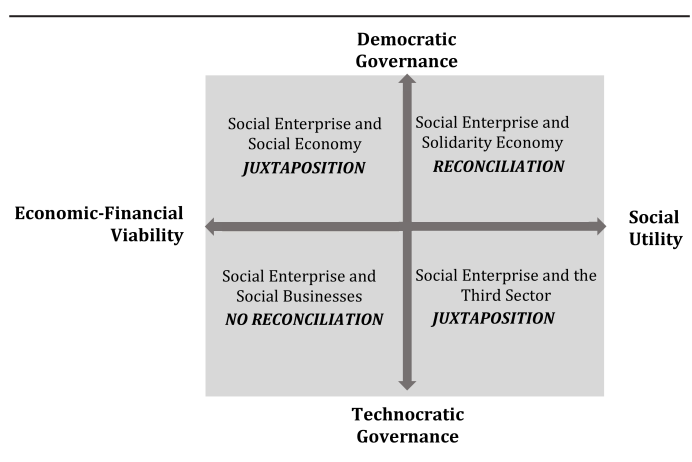 Democratic
Governance
Social Enterprise and
Social Economy
JUXTAPOSITION
Social Enterprise and
Solidarity Economy
RECONCILIATION
Economic-Financial
Viability
Social
Utility
Social Enterprise and
Social Businesses
NO RECONCILIATION
Social Enterprise and the
Third Sector
JUXTAPOSITION
Technocratic
Governance